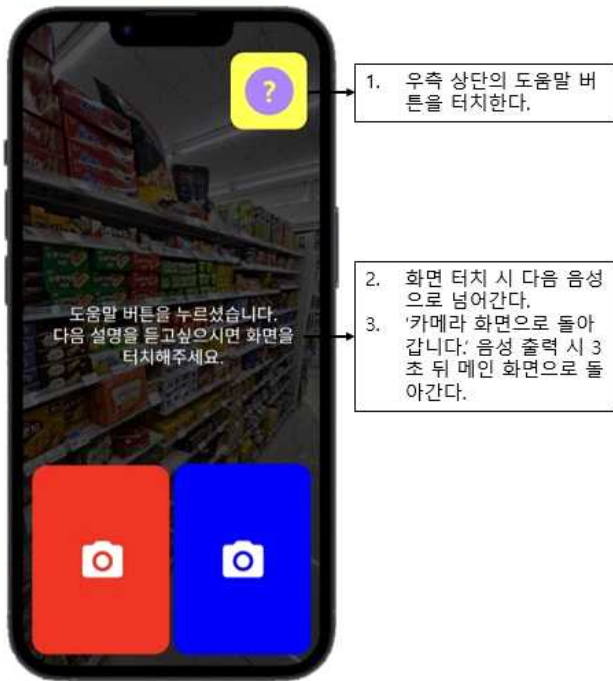 ?
1. 우측 상단의 도움말 버
튼을 터치한다.
도움말 버튼을 누르셨습니다.
다음 설명을 듣고싶으시면 화면을
터치해주세요.
2. 화면 터치 시 다음 음성
으로 넘어간다.
3. '카메라 화면으로 돌아
갑니다.' 음성 출력 시 3
초 뒤 메인 화면으로 돌
아간다.